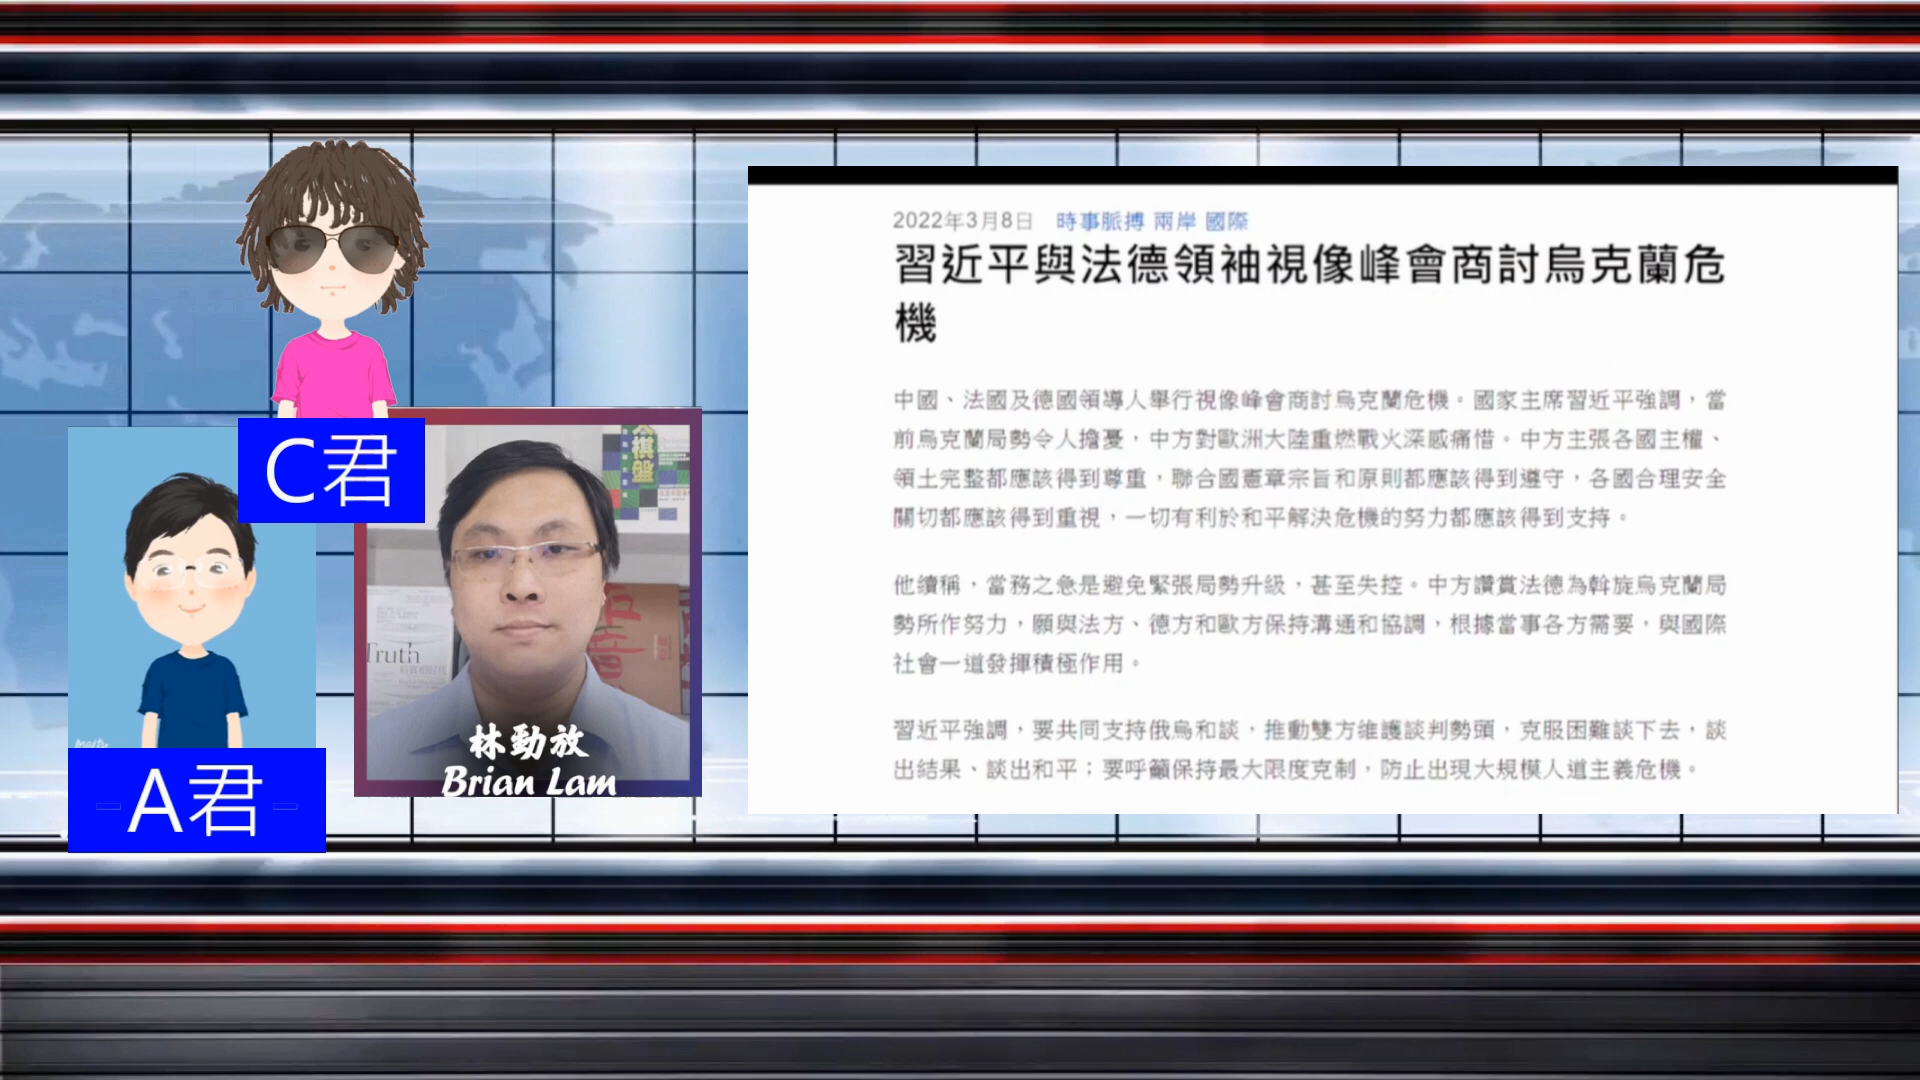 C君
A君
棋盤
Truth
林勁放
Brian Lam
2022年3月8日 時事脈搏 兩岸 國際
習近平與法德領袖視像峰會商討烏克蘭危
機
中國、法國及德國領導人舉行視像峰會商討烏克蘭危機。國家主席習近平強調，當
前烏克蘭局勢令人擔憂，中方對歐洲大陸重燃戰火深感痛惜。中方主張各國主權、
領土完整都應該得到尊重，聯合國憲章宗旨和原則都應該得到遵守，各國合理安全
關切都應該得到重視，一切有利於和平解決危機的努力都應該得到支持。
他續稱，當務之急是避免緊張局勢升級，甚至失控。中方讚賞法德為斡旋烏克蘭局
勢所作努力，願與法方、德方和歐方保持溝通和協調，根據當事各方需要，與國際
社會一道發揮積極作用。
習近平強調，要共同支持俄烏和談，推動雙方維護談判勢頭，克服困難談下去，談
出結果、談出和平；要呼籲保持最大限度克制，防止出現大規模人道主義危機。